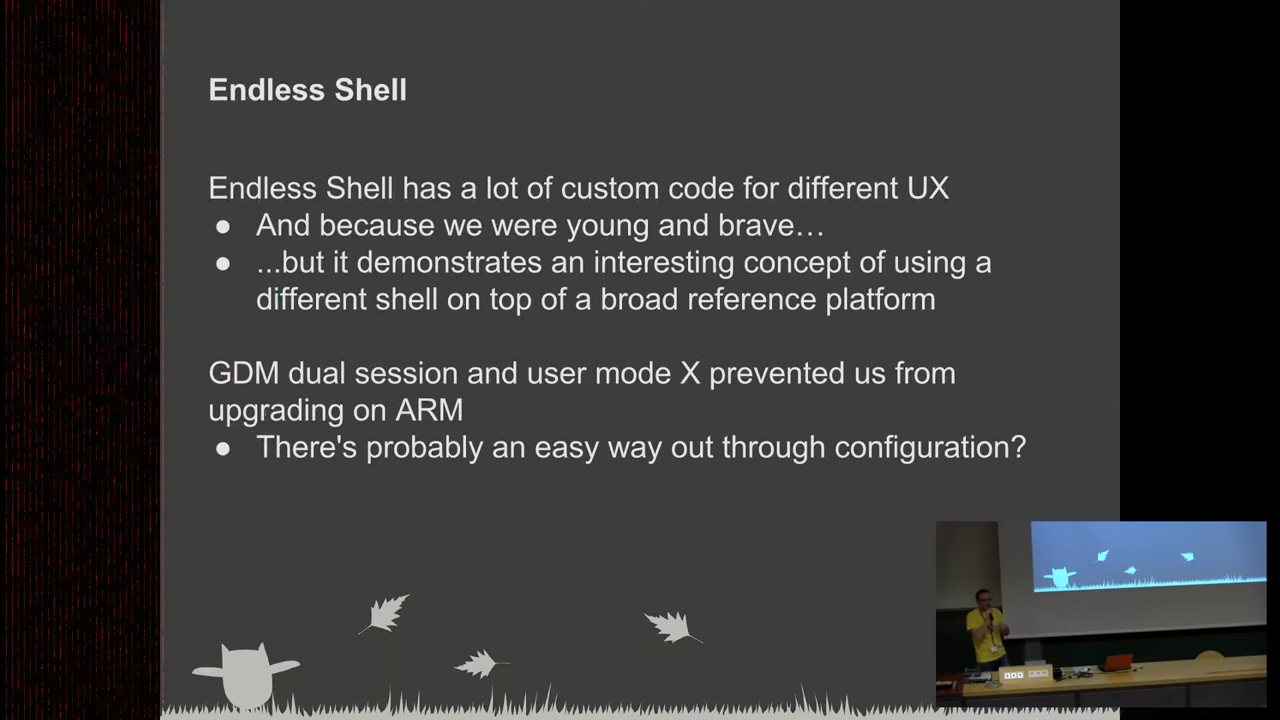 Endless Shell
Endless Shell has a lot of custom code for different UX
● And because we were young and brave…
● ...but it demonstrates an interesting concept of using a
different shell on top of a broad reference platform
GDM dual session and user mode X prevented us from
upgrading on ARM
● There's probably an easy way out through configuration?